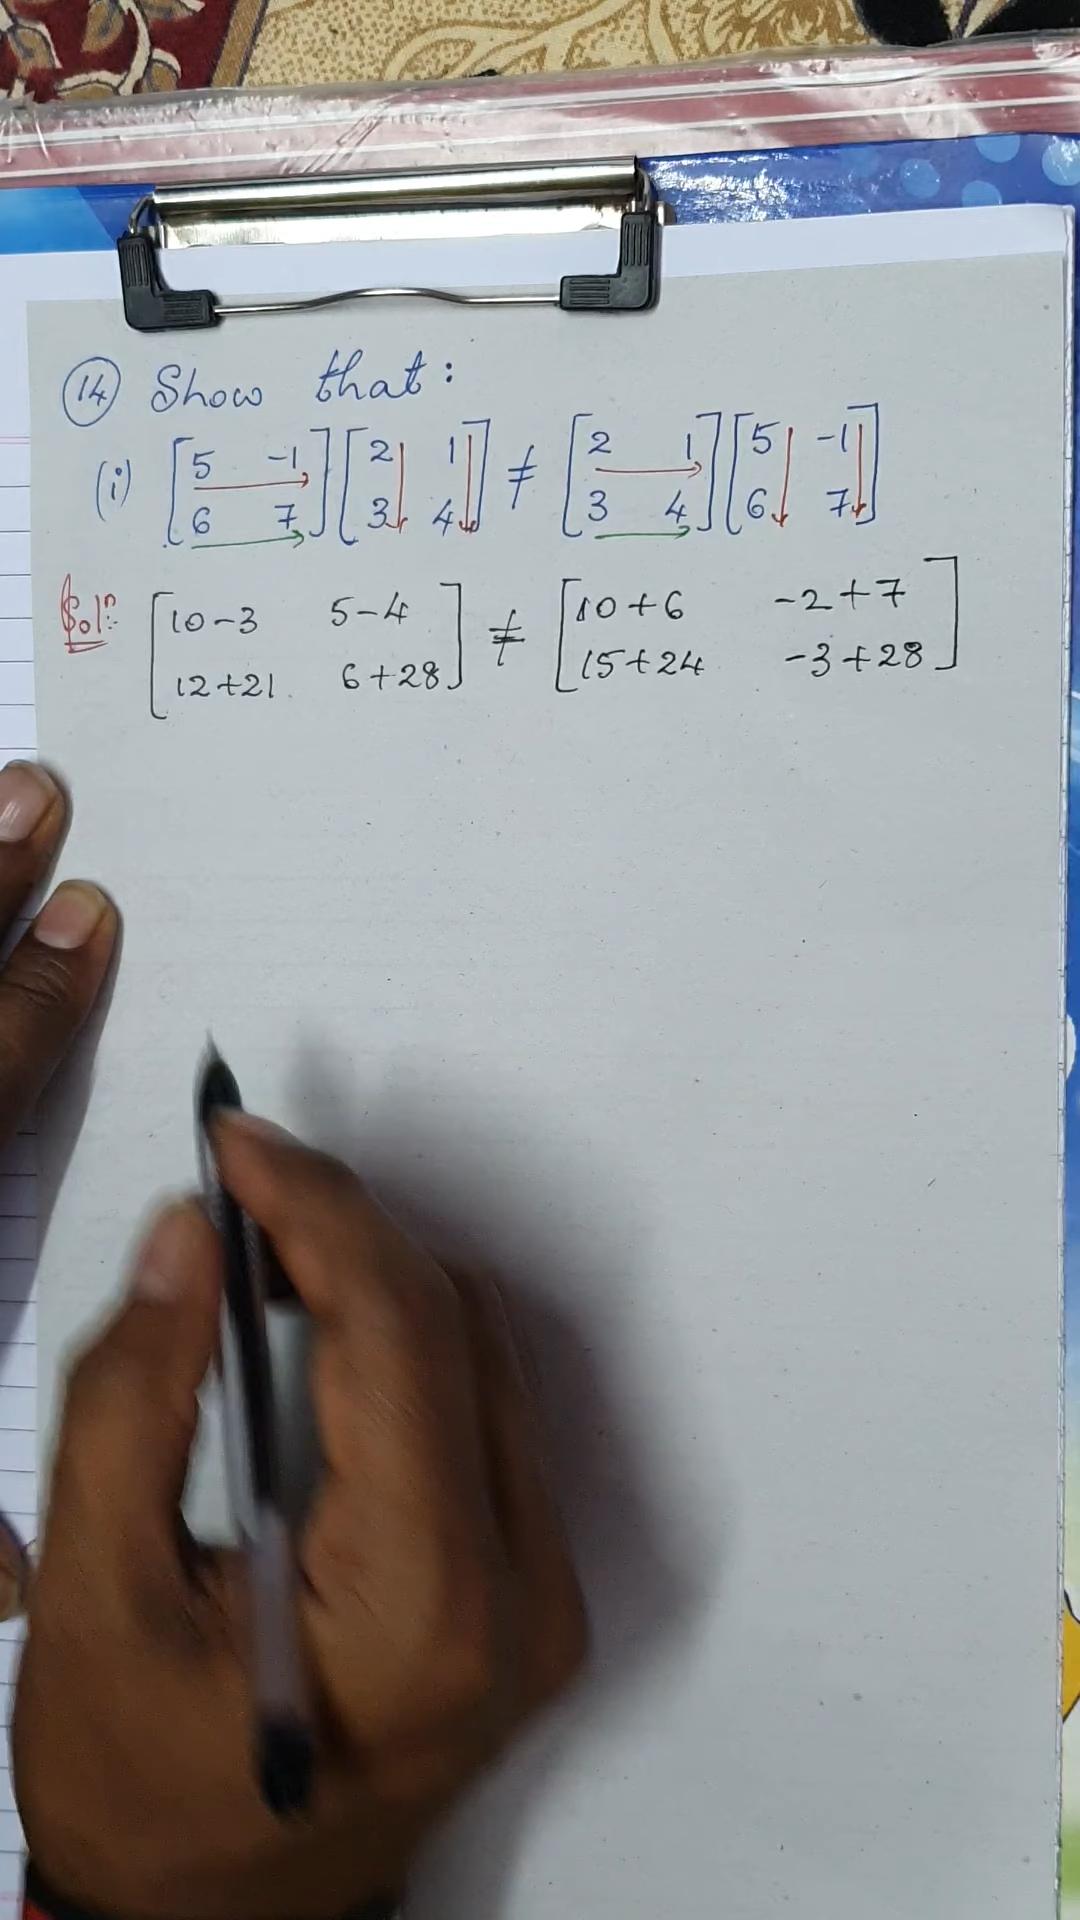 14 Show that :
(i) [5 -1 6 7] [2 1 3 4] ≠ [2 1 3 4] [5 -1 6 7]
Solⁿ: [10-3 5-4 12+21 6+28] ≠ [10+6 -2+7 15+24 -3+28]